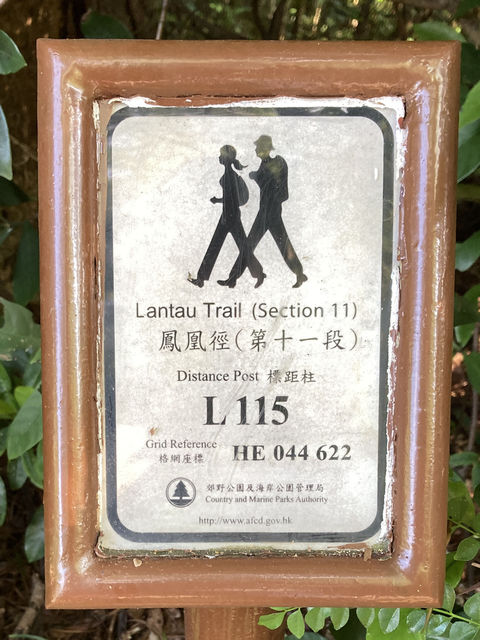 Lantau Trail (Section 11)
鳳凰徑(第十一段)
Distance Post 標距柱
L 115
Grid Reference HE 044 622
格網座標
郊野公園及海岸公園管理局
Country and Marine Parks Authority
http://www.afcd.gov.hk